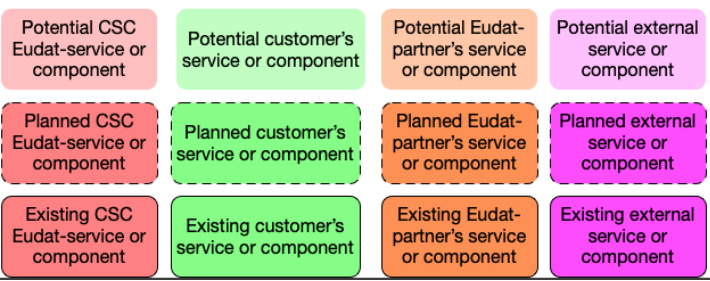 Potential CSC
Eudat-service or
component
Potential customer's
service or component
Potential Eudat-
partner's service
or component
Potential external
service or
component
Planned CSC
Eudat-service or
component
Planned customer's
service or component
Planned Eudat-
partner's service
or component
Planned external
service or
component
Existing CSC
Eudat-service or
component
Existing customer's
service or component
Existing Eudat-
partner's service
or component
Existing external
service or
component